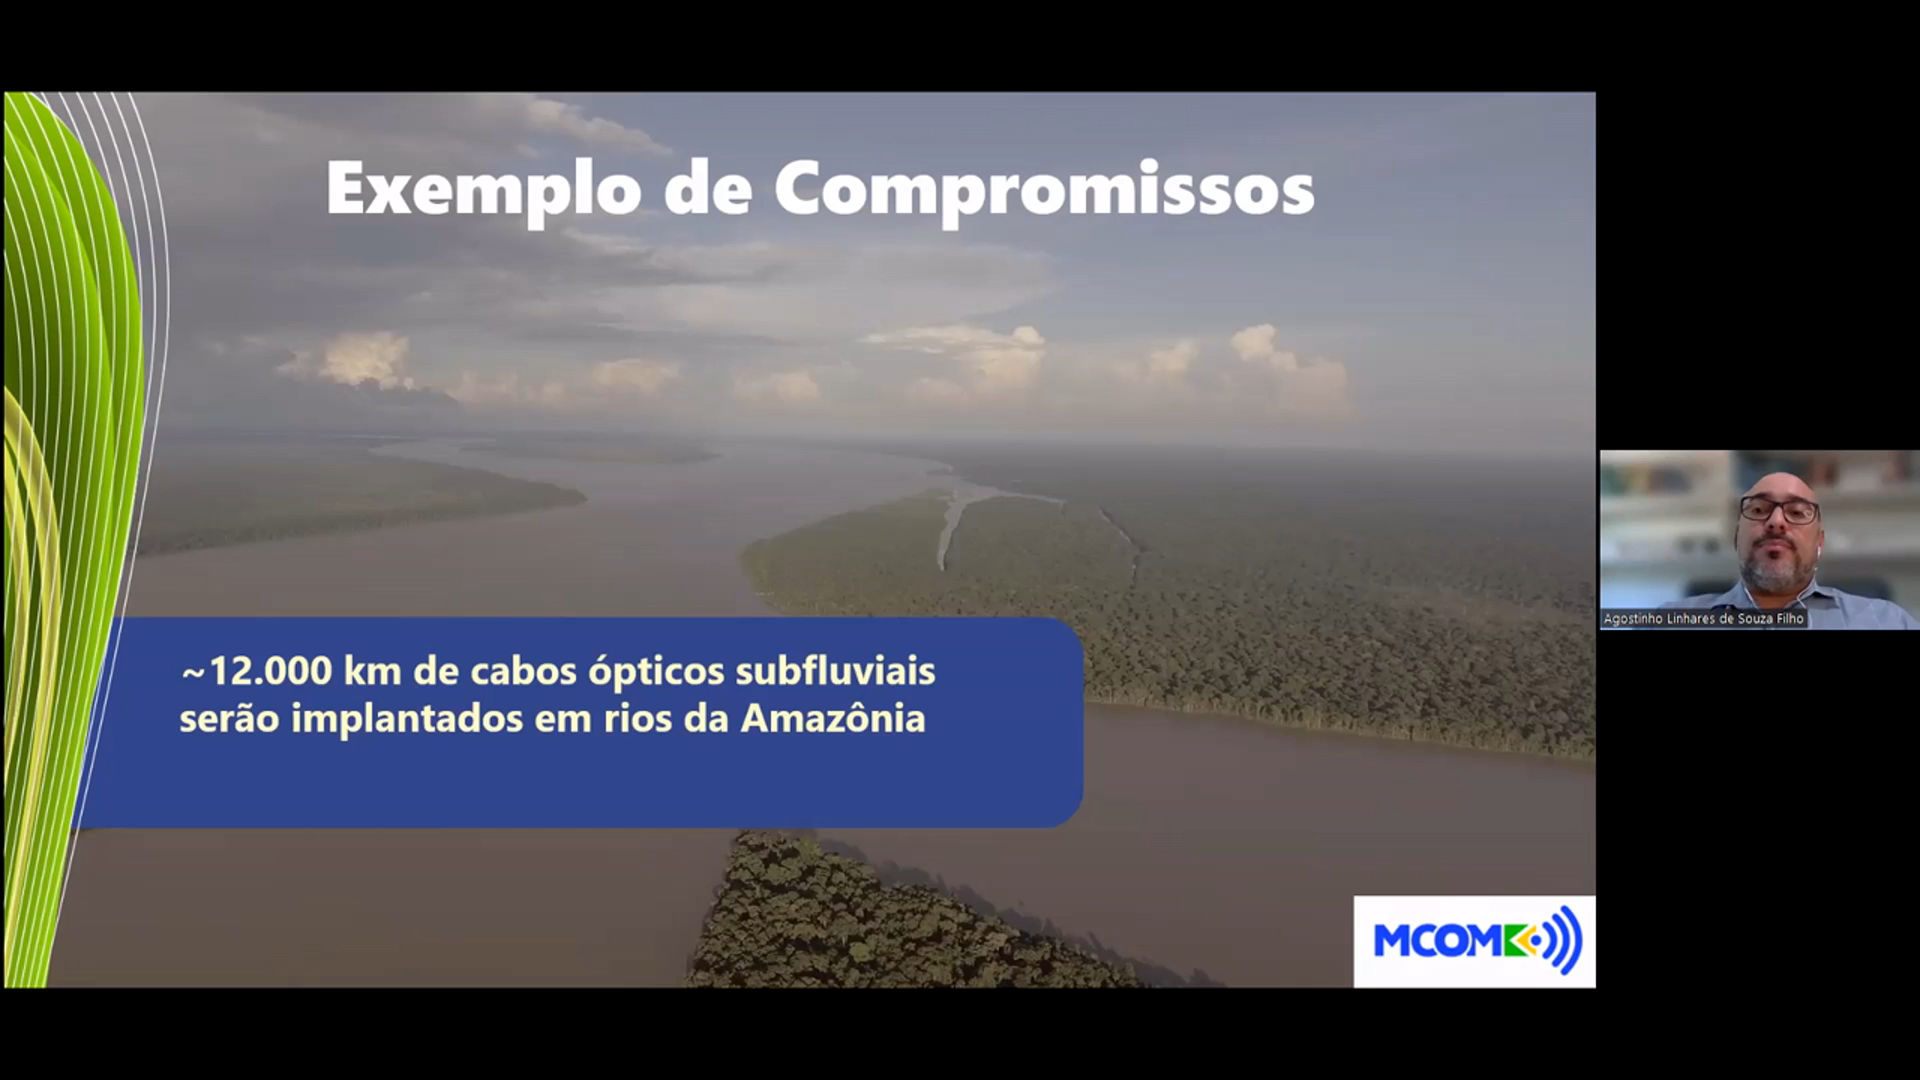 Exemplo de Compromissos
~12.000 km de cabos ópticos subfluviais
serão implantados em rios da Amazônia
MCOM
Agostinho Linhares de Souza Filho